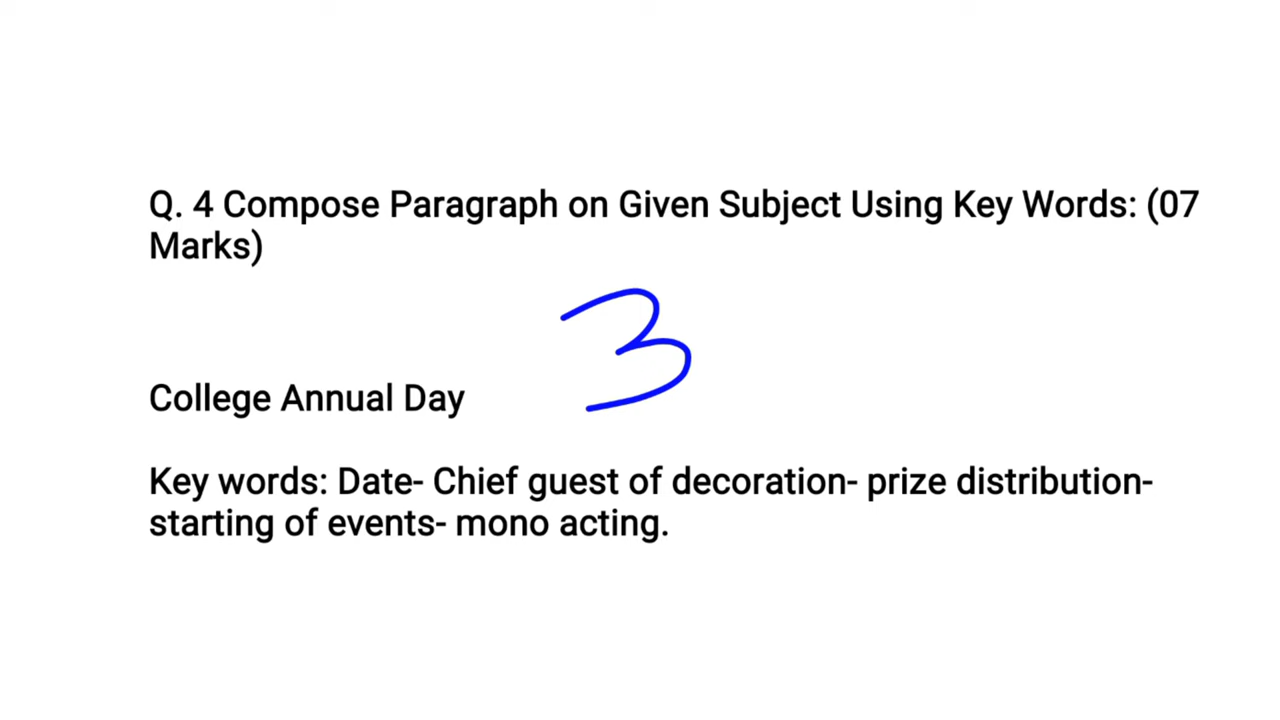 Q. 4 Compose Paragraph on Given Subject Using Key Words: (07
Marks)
3
College Annual Day
Key words: Date- Chief guest of decoration- prize distribution-
starting of events- mono acting.